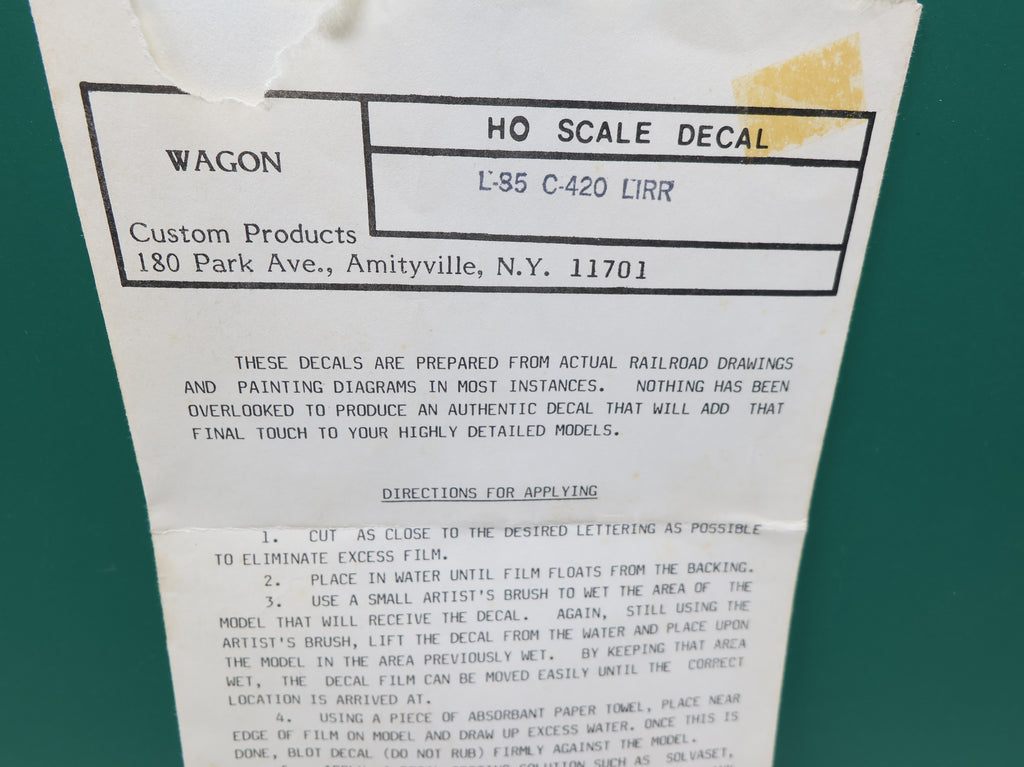 HO SCALE DECAL
WAGON
L-85 C-420 LIRR
Custom Products
180 Park Ave., Amityville, N.Y. 11701
THESE DECALS ARE PREPARED FROM ACTUAL RAILROAD DRAWINGS
AND PAINTING DIAGRAMS IN MOST INSTANCES. NOTHING HAS BEEN
OVERLOOKED TO PRODUCE AN AUTHENTIC DECAL THAT WILL ADD THAT
FINAL TOUCH TO YOUR HIGHLY DETAILED MODELS.
DIRECTIONS FOR APPLYING
1. CUT AS CLOSE TO THE DESIRED LETTERING AS POSSIBLE
TO ELIMINATE EXCESS FILM.
2. PLACE IN WATER UNTIL FILM FLOATS FROM THE BACKING.
3. USE A SMALL ARTIST'S BRUSH TO WET THE AREA OF THE
MODEL THAT WILL RECEIVE THE DECAL. AGAIN, STILL USING THE
ARTIST'S BRUSH, LIFT THE DECAL FROM THE WATER AND PLACE UPON
THE MODEL IN THE AREA PREVIOUSLY WET. BY KEEPING THAT AREA
WET, THE DECAL FILM CAN BE MOVED EASILY UNTIL THE CORRECT
LOCATION IS ARRIVED AT.
4. USING A PIECE OF ABSORBANT PAPER TOWEL, PLACE NEAR
EDGE OF FILM ON MODEL AND DRAW UP EXCESS WATER. ONCE THIS IS
DONE, BLOT DECAL (DO NOT RUB) FIRMLY AGAINST THE MODEL.
SOLUTION SUCH AS SOLVASET,